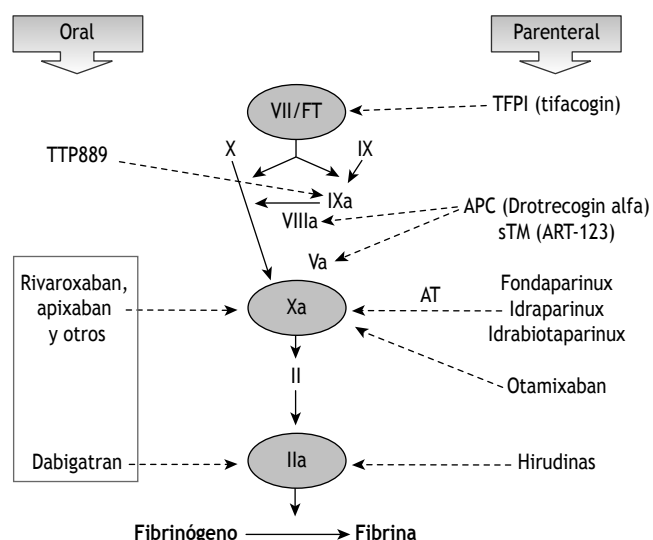 Oral
Parenteral
VII/FT
TFPI (tifacogin)
X
IX
TTP889
IXa
VIIIa
APC (Drotrecogin alfa)
sTM (ART-123)
Va
Rivaroxaban,
apixaban
y otros
Xa
AT
Fondaparinux
Idraparinux
Idrabiotaparinux
II
Otamixaban
Dabigatran
IIa
Hirudinas
Fibrinógeno
Fibrina